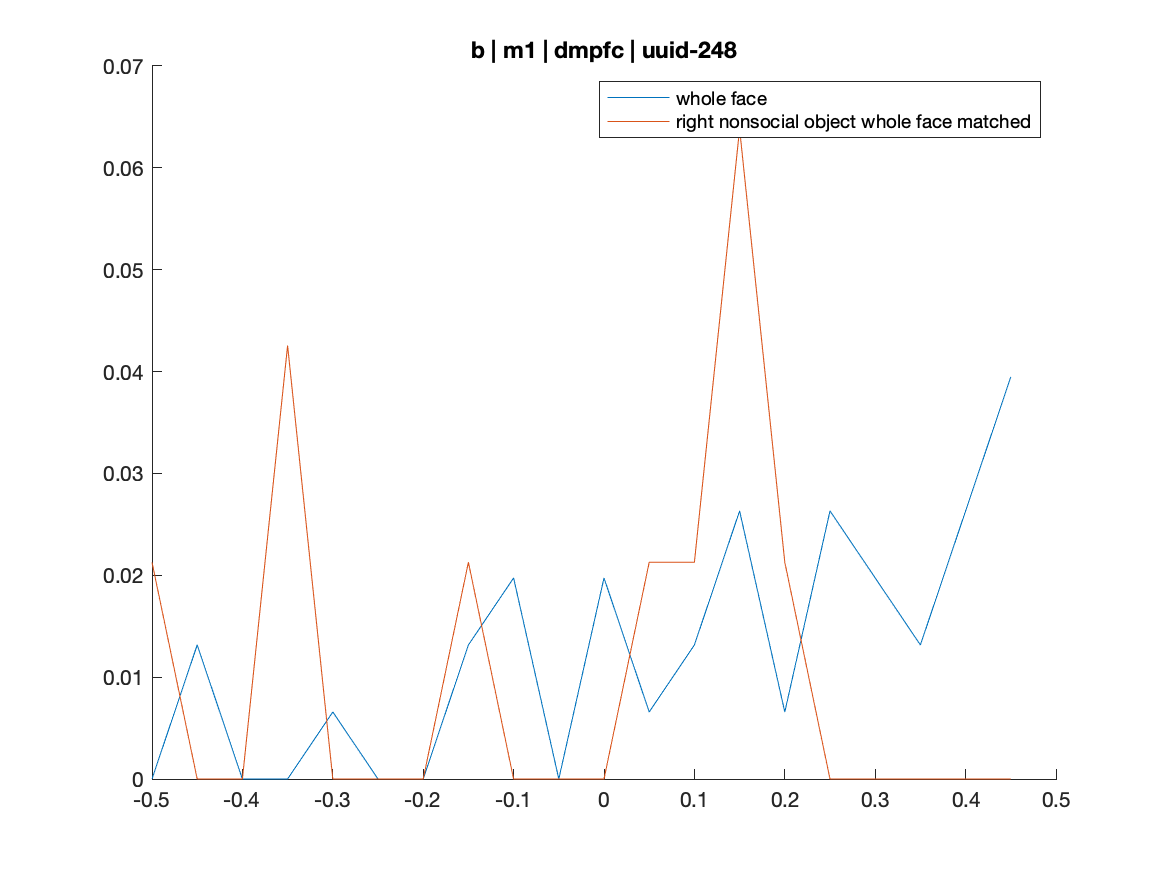 b | m1 | dmpfc | uuid-248
whole face
right nonsocial object whole face matched
0.07
0.06
0.05
0.04
0.03
0.02
0.01
0
-0.5 -0.4 -0.3 -0.2 -0.1 0 0.1 0.2 0.3 0.4 0.5